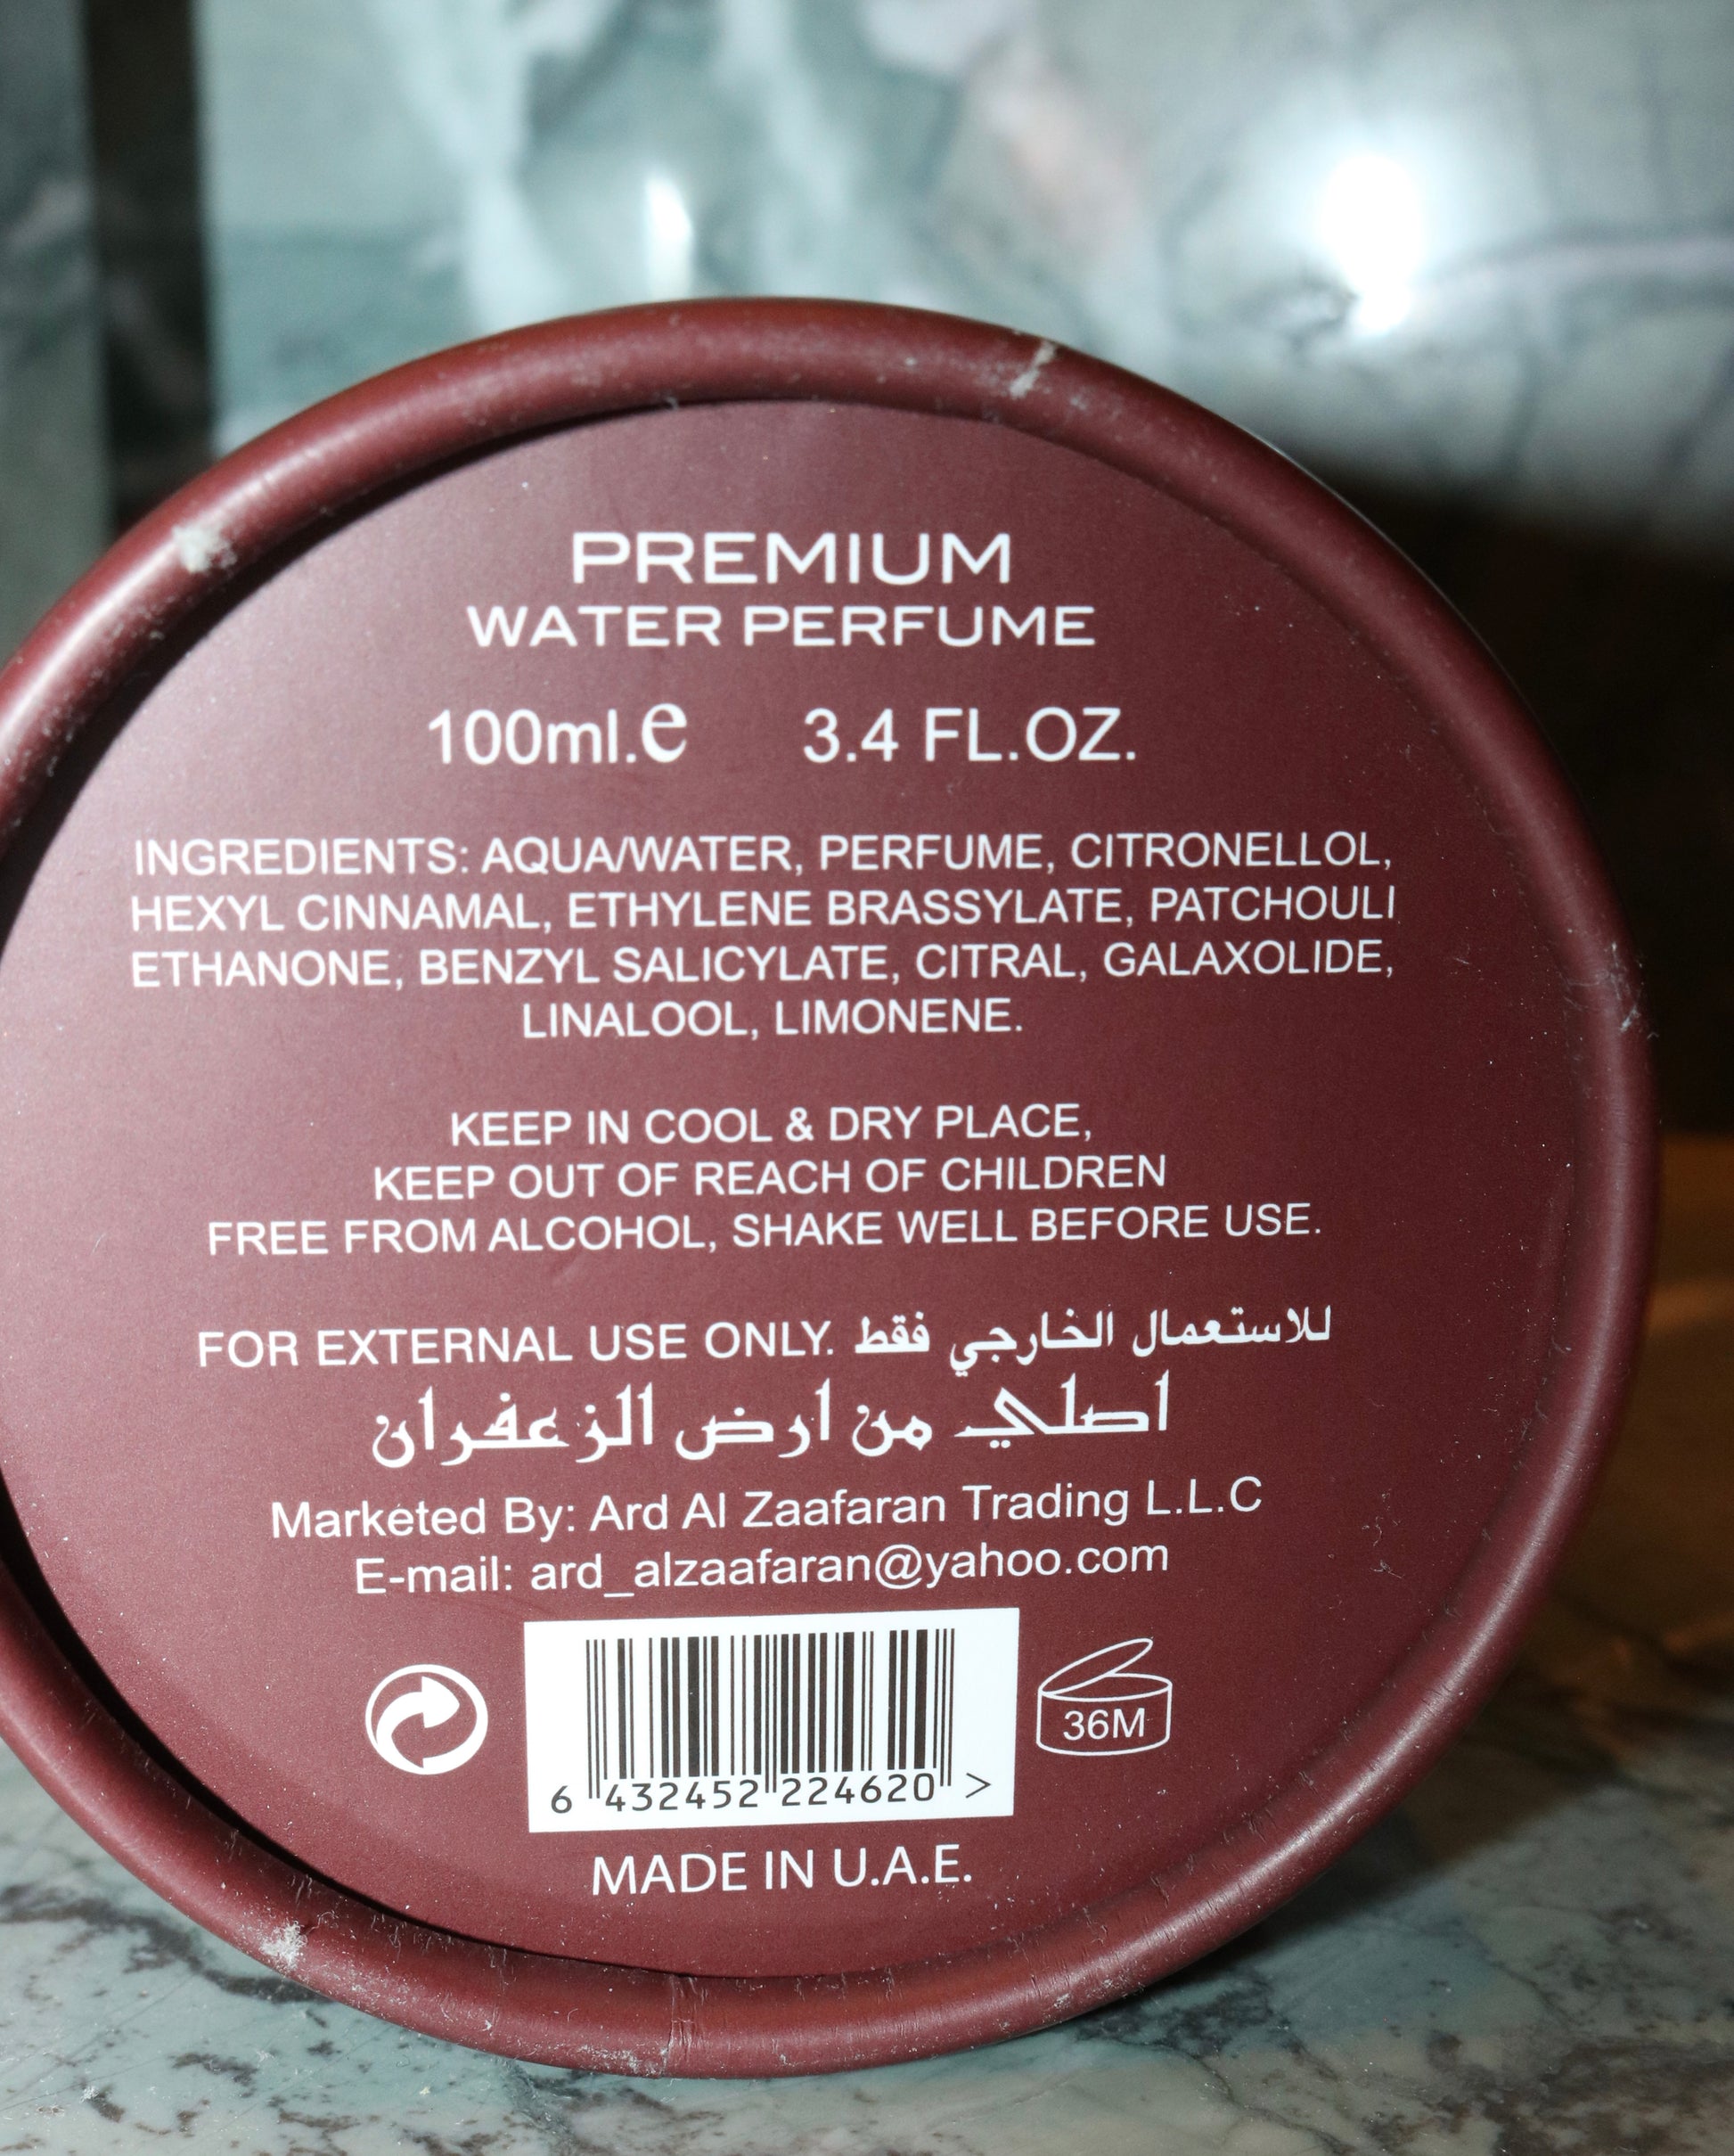 PREMIUM
WATER PERFUME
100ml.e 3.4 FL.OZ.
INGREDIENTS: AQUA/WATER, PERFUME, CITRONELLOL,
HEXYL CINNAMAL, ETHYLENE BRASSYLATE, PATCHOULI
ETHANONE, BENZYL SALICYLATE, CITRAL, GALAXOLIDE,
LINALOOL, LIMONENE.
KEEP IN COOL & DRY PLACE,
KEEP OUT OF REACH OF CHILDREN
FREE FROM ALCOHOL, SHAKE WELL BEFORE USE.
FOR EXTERNAL USE ONLY. للاستعمال الخارجي فقط
اصلي من ارض الزعفران
Marketed By: Ard Al Zaafaran Trading L.L.C
E-mail: ard_alzaafaran@yahoo.com
36M
6 432452 224620 >
MADE IN U.A.E.